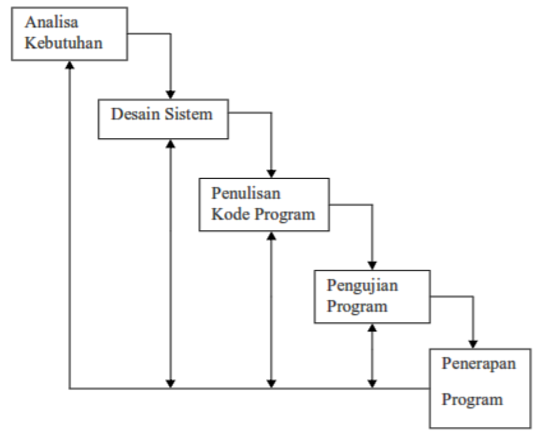 Analisa
Kebutuhan
Desain Sistem
Penulisan
Kode Program
Pengujian
Program
Penerapan
Program